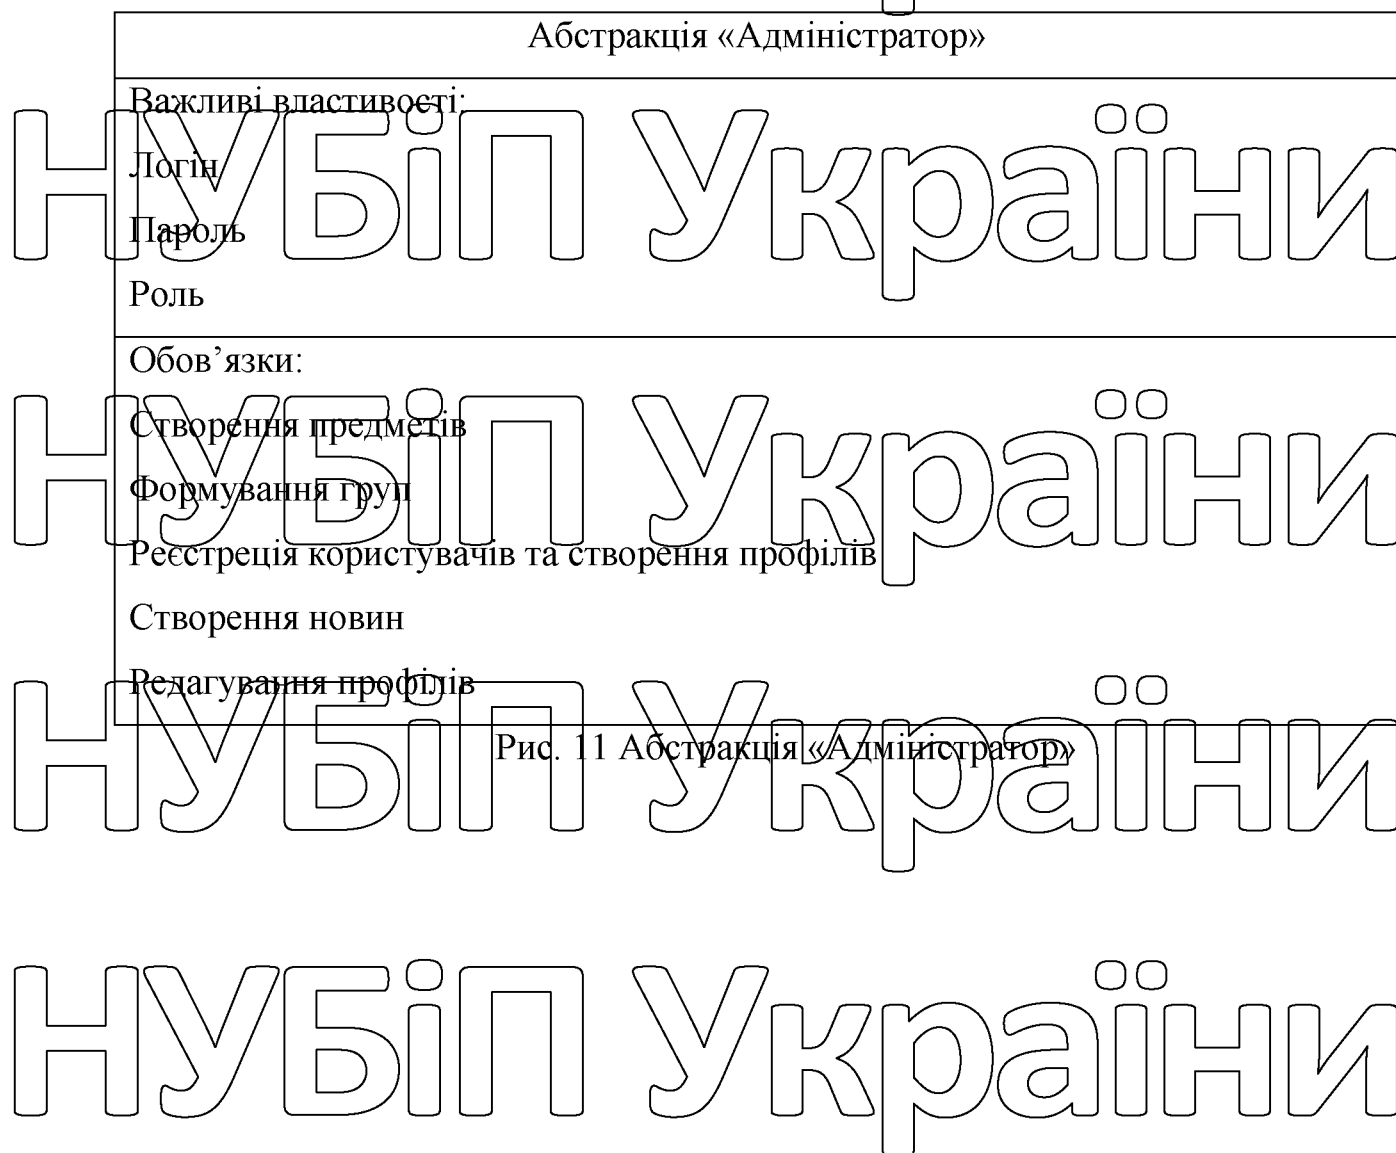 Абстракція «Адміністратор»
Важливі властивості:
НУБіП України
Логін
Пароль
Роль
Обов’язки:
Створення предметів
НУБіП України
Формування груп
Реєстреція користувачів та створення профілів
Створення новин
Редагування профілів
НУБіП України
Рис. 11 Абстракція «Адміністратор»
НУБіП України